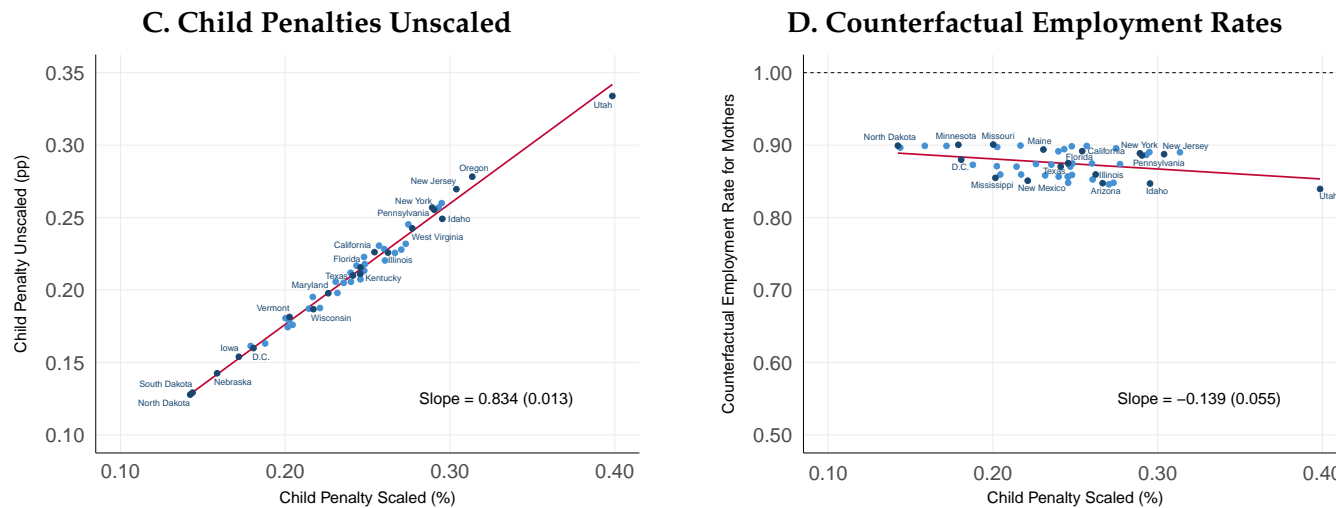 C. Child Penalties Unscaled
Child Penalty Unscaled (pp)
0.35
0.30
0.25
0.20
0.15
0.10
Utah
Oregon
New Jersey
New York
Pennsylvania
Idaho
West Virginia
California
Florida
Illinois
Texas
Kentucky
Maryland
Vermont
Wisconsin
Iowa
D.C.
South Dakota
Nebraska
North Dakota
Slope = 0.834 (0.013)
0.10 0.20 0.30 0.40
Child Penalty Scaled (%)
D. Counterfactual Employment Rates
Counterfactual Employment Rate for Mothers
1.00
0.90
0.80
0.70
0.60
0.50
North Dakota
Minnesota
Missouri
Maine
California
New York
New Jersey
D.C.
Florida
Texas
Pennsylvania
Mississippi
New Mexico
Illinois
Arizona
Idaho
Utah
Slope = −0.139 (0.055)
0.10 0.20 0.30 0.40
Child Penalty Scaled (%)